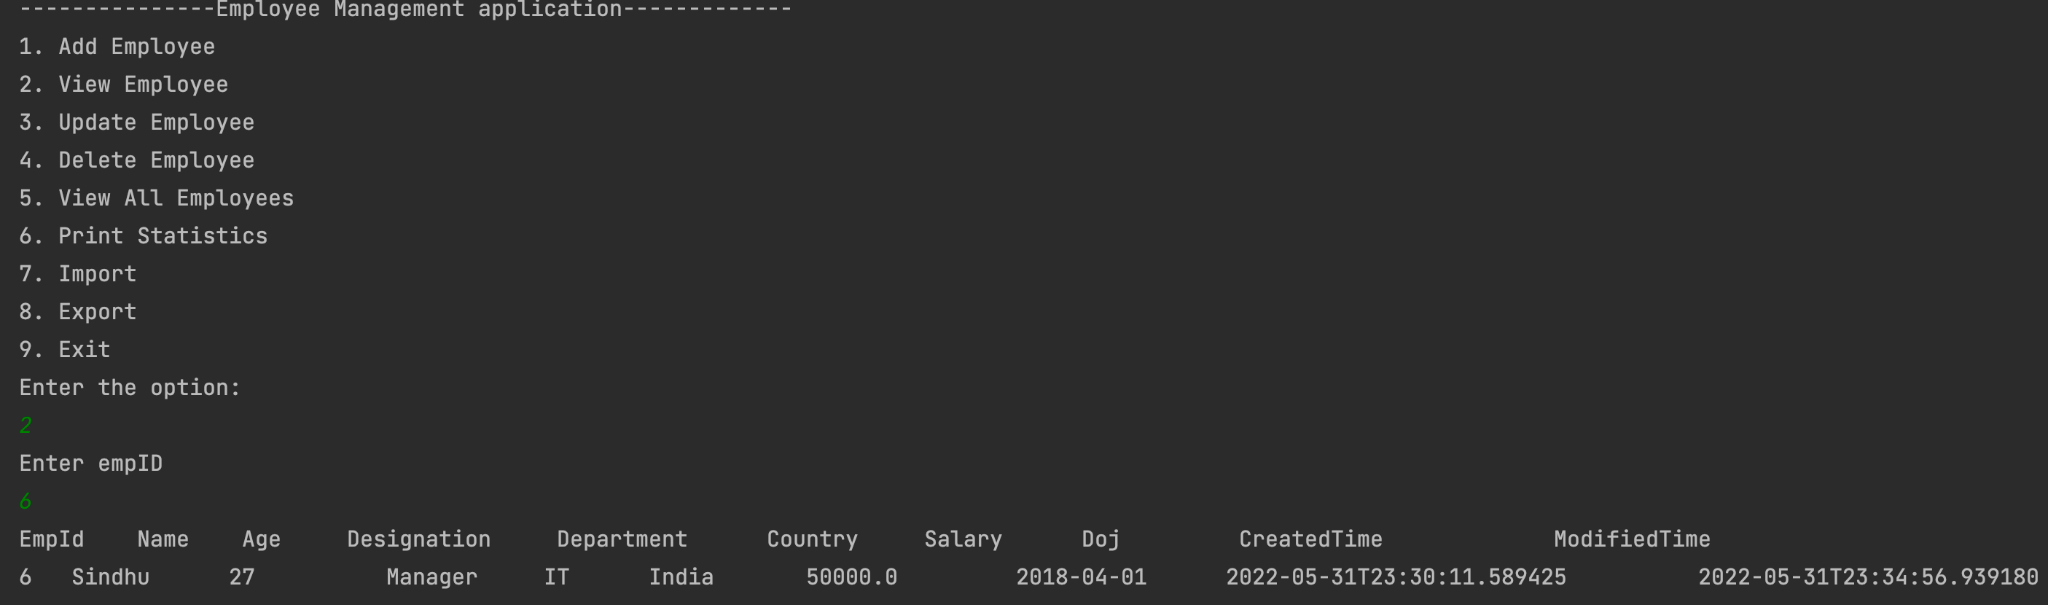 ---------------Employee Management application-------------
1. Add Employee
2. View Employee
3. Update Employee
4. Delete Employee
5. View All Employees
6. Print Statistics
7. Import
8. Export
9. Exit
Enter the option:
2
Enter empID
6
EmpId    Name    Age     Designation     Department      Country     Salary      Doj         CreatedTime             ModifiedTime
6   Sindhu      27          Manager     IT      India       50000.0         2018-04-01      2022-05-31T23:30:11.589425          2022-05-31T23:34:56.939180